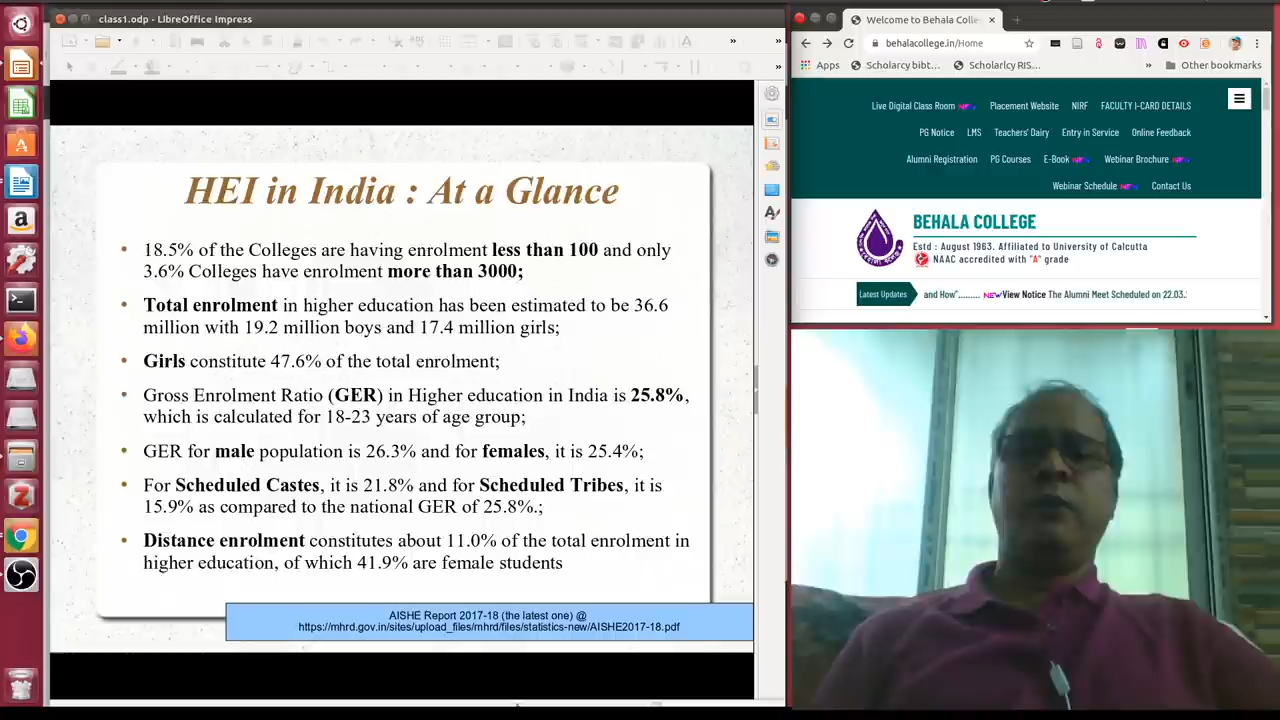 class1.odp - LibreOffice Impress
HEI in India : At a Glance
• 18.5% of the Colleges are having enrolment less than 100 and only
3.6% Colleges have enrolment more than 3000;
• Total enrolment in higher education has been estimated to be 36.6
million with 19.2 million boys and 17.4 million girls;
• Girls constitute 47.6% of the total enrolment;
• Gross Enrolment Ratio (GER) in Higher education in India is 25.8%,
which is calculated for 18-23 years of age group;
• GER for male population is 26.3% and for females, it is 25.4%;
• For Scheduled Castes, it is 21.8% and for Scheduled Tribes, it is
15.9% as compared to the national GER of 25.8%.;
• Distance enrolment constitutes about 11.0% of the total enrolment in
higher education, of which 41.9% are female students
AISHE Report 2017-18 (the latest one) @
https://mhrd.gov.in/sites/upload_files/mhrd/files/statistics-new/AISHE2017-18.pdf
Welcome to Behala Colle
behalacollege.in/Home
Apps Scholarcy bibt... Scholarlcy RIS... » Other bookmarks
Live Digital Class Room Placement Website NIRF FACULTY I-CARD DETAILS
PG Notice LMS Teachers' Dairy Entry in Service Online Feedback
Alumni Registration PG Courses E-Book Webinar Brochure
Webinar Schedule Contact Us
BEHALA COLLEGE
Estd : August 1963. Affiliated to University of Calcutta
NAAC accredited with "A" grade
Latest Updates and How"......... NEW View Notice The Alumni Meet Scheduled on 22.03.